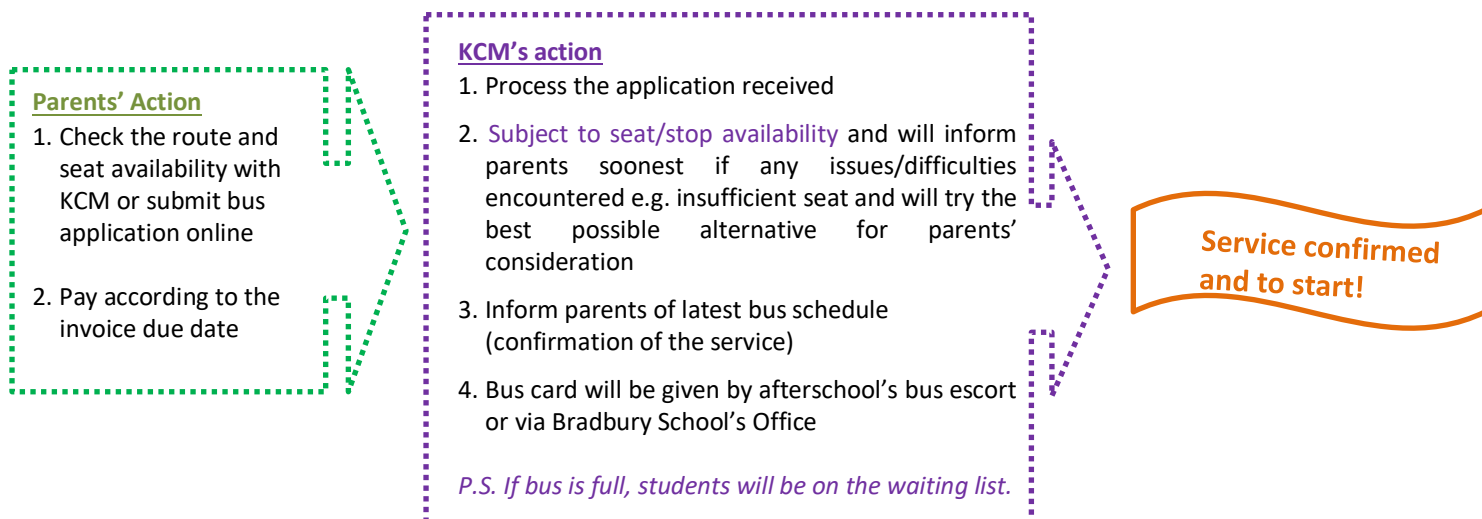 Parents’ Action
1. Check the route and
seat availability with
KCM or submit bus
application online
2. Pay according to the
invoice due date
KCM’s action
1. Process the application received
2. Subject to seat/stop availability and will inform
parents soonest if any issues/difficulties
encountered e.g. insufficient seat and will try the
best possible alternative for parents’
consideration
3. Inform parents of latest bus schedule
(confirmation of the service)
4. Bus card will be given by afterschool’s bus escort
or via Bradbury School’s Office
P.S. If bus is full, students will be on the waiting list.
Service confirmed
and to start!